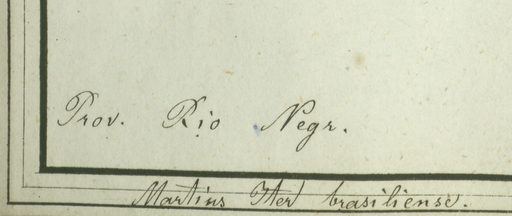 Prov. Rio Negr.
Martius Iter brasiliense.